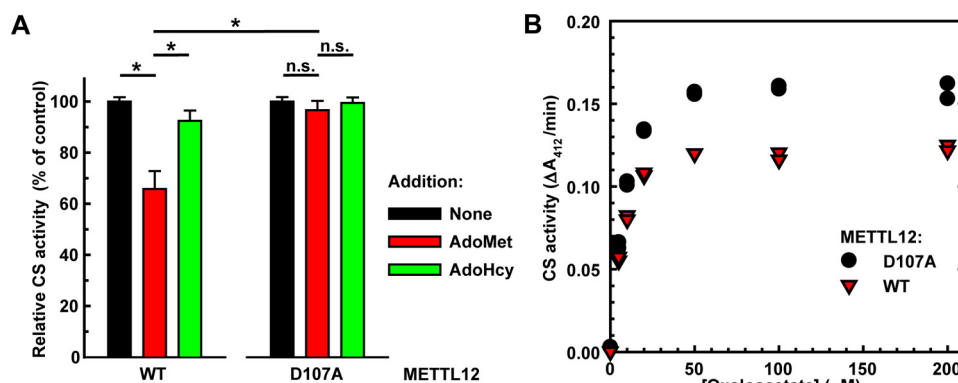 A
B
*
n.s.
*
*
n.s.
Relative CS activity (% of control)
100
80
60
40
20
0
WT
D107A
METTL12
Addition:
None
AdoMet
AdoHcy
CS activity (ΔA412/min)
0.20
0.15
0.10
0.05
0.00
METTL12:
D107A
WT
0
50
100
150
200